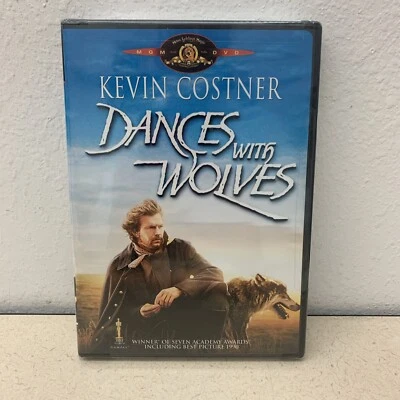 MGM DVD
KEVIN COSTNER
DANCES
WITH
WOLVES
WINNER OF SEVEN ACADEMY AWARDS
INCLUDING BEST PICTURE 1990